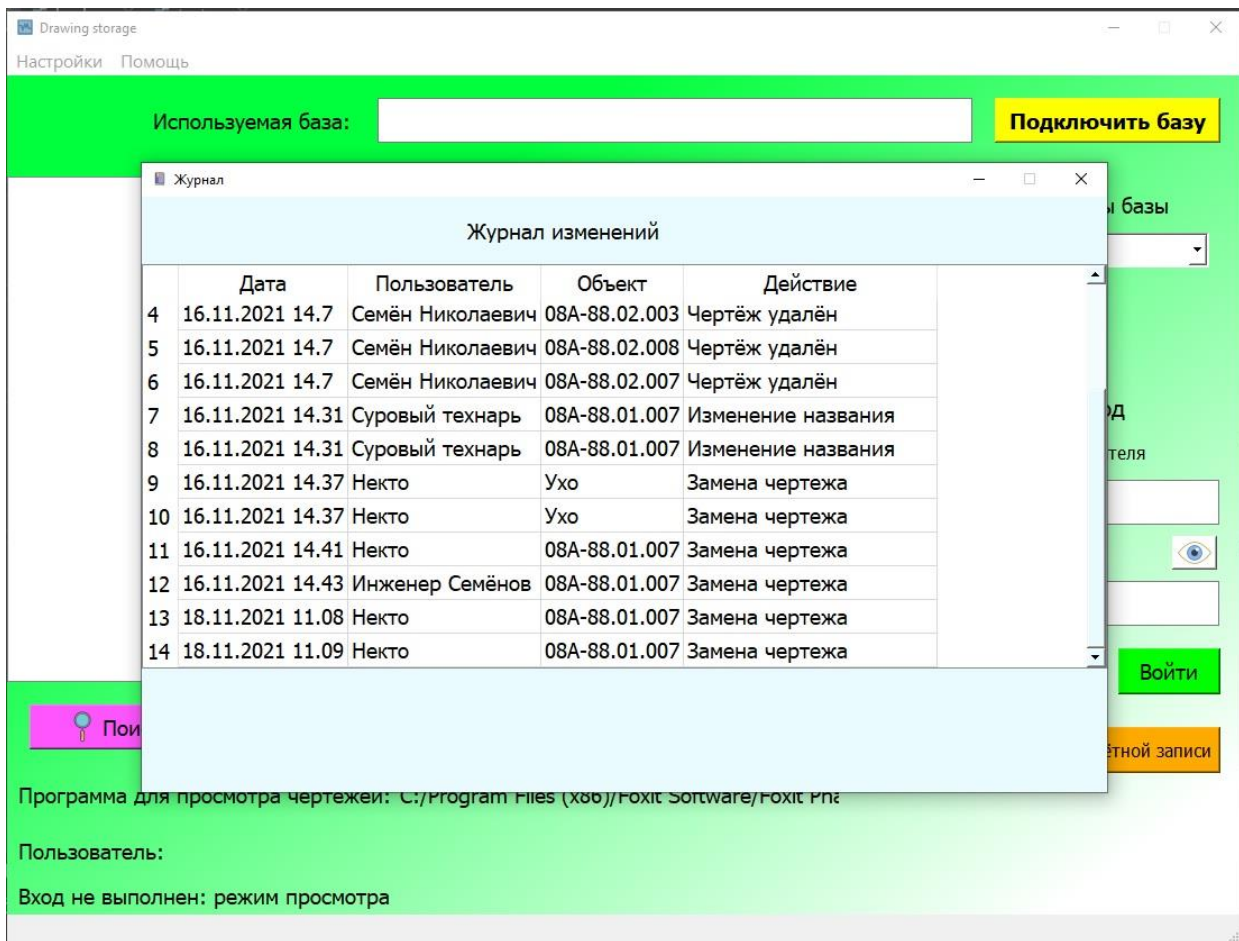 Drawing storage
Настройки Помощь
Используемая база:
Подключить базу
Журнал
ы базы
Журнал изменений
Дата Пользователь Объект Действие
4 16.11.2021 14.7 Семён Николаевич 08А-88.02.003 Чертёж удалён
5 16.11.2021 14.7 Семён Николаевич 08А-88.02.008 Чертёж удалён
6 16.11.2021 14.7 Семён Николаевич 08А-88.02.007 Чертёж удалён
7 16.11.2021 14.31 Суровый технарь 08А-88.01.007 Изменение названия
8 16.11.2021 14.31 Суровый технарь 08А-88.01.007 Изменение названия
9 16.11.2021 14.37 Некто Ухо Замена чертежа
10 16.11.2021 14.37 Некто Ухо Замена чертежа
11 16.11.2021 14.41 Некто 08А-88.01.007 Замена чертежа
12 16.11.2021 14.43 Инженер Семёнов 08А-88.01.007 Замена чертежа
13 18.11.2021 11.08 Некто 08А-88.01.007 Замена чертежа
14 18.11.2021 11.09 Некто 08А-88.01.007 Замена чертежа
од
теля
Войти
Пои
ётной записи
Программа для просмотра чертежей: C:/Program Files (x86)/Foxit Software/Foxit Pha
Пользователь:
Вход не выполнен: режим просмотра